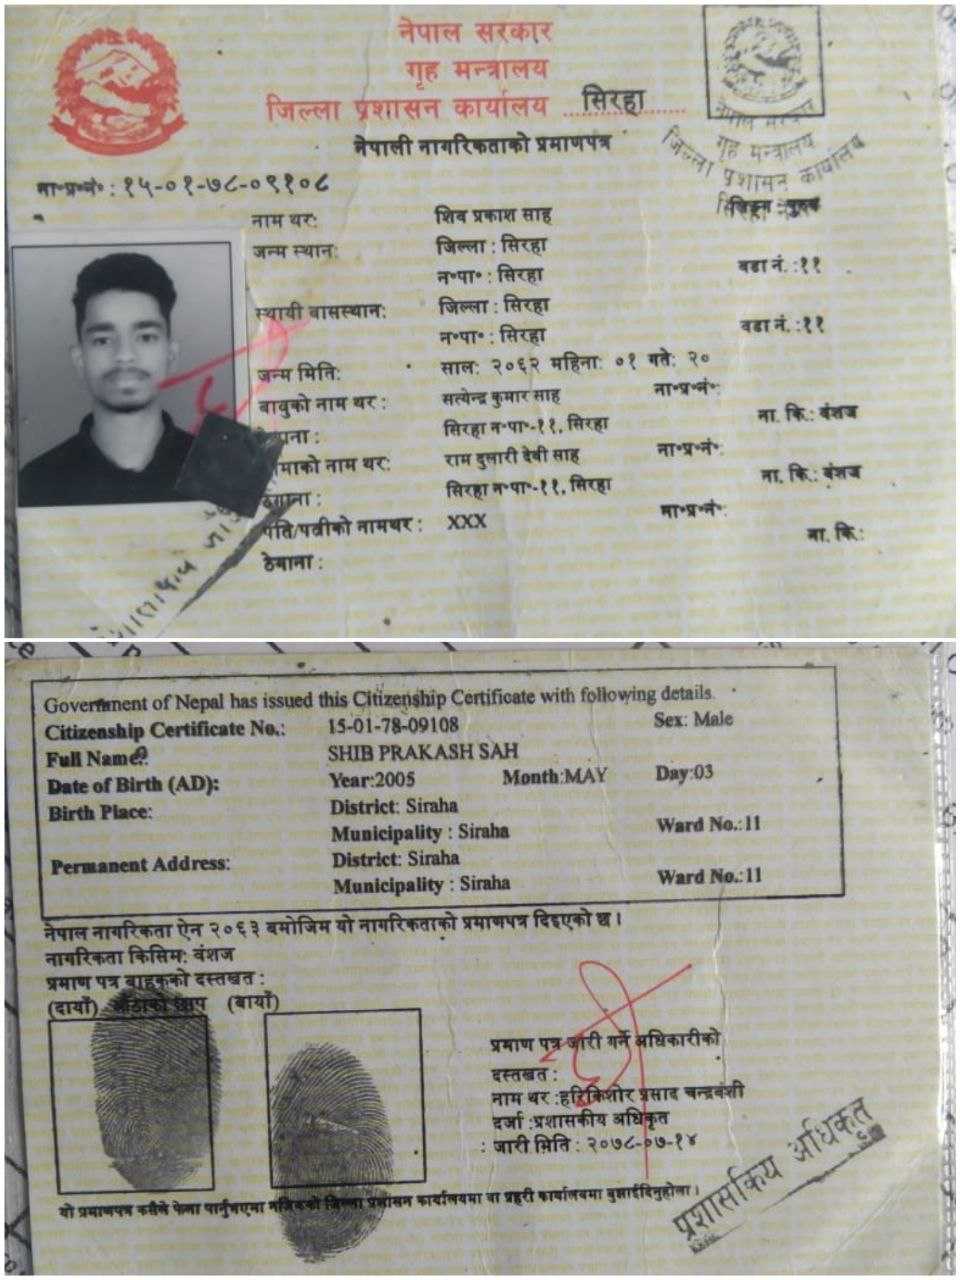 नेपाल सरकार
गृह मन्त्रालय
जिल्ला प्रशासन कार्यालय सिरहा
नेपाली नागरिकताको प्रमाणपत्र
नेपाल सरकार
गृह मन्त्रालय
जिल्ला प्रशासन कार्यालय
ना॰प्र॰नं॰ : १५-०१-७८-०९१०८
नाम थर: शिव प्रकाश साह
जन्म स्थान: जिल्ला : सिरहा
न॰पा॰ : सिरहा वडा नं. :११
स्थायी बासस्थान: जिल्ला : सिरहा
न॰पा॰ : सिरहा वडा नं. :११
जन्म मिति: साल: २०६२ महिना: ०१ गते: २०
बाबुको नाम थर : सत्येन्द्र कुमार साह ना॰प्र॰नं॰:
सिरहा न॰पा॰-११, सिरहा ना. कि.: वंशज
नाम थर: राम दुलारी देवी साह ना॰प्र॰नं॰:
ठेगाना : सिरहा न॰पा॰-११, सिरहा ना. कि.: वंशज
पति/पत्नीको नामथर : XXX ना॰प्र॰नं॰:
ठेगाना : ना. कि:
Government of Nepal has issued this Citizenship Certificate with following details.
Citizenship Certificate No.: 15-01-78-09108 Sex: Male
Full Name: SHIB PRAKASH SAH
Date of Birth (AD): Year:2005 Month:MAY Day:03
Birth Place: District: Siraha
Municipality : Siraha Ward No.:11
Permanent Address: District: Siraha
Municipality : Siraha Ward No.:11
नेपाल नागरिकता ऐन २०६३ बमोजिम यो नागरिकताको प्रमाणपत्र दिइएको छ।
नागरिकता किसिम: वंशज
प्रमाण पत्र बाहकको दस्तखत :
(दायाँ) औंठाको छाप (बायाँ)
प्रमाण पत्र जारी गर्ने अधिकारीको
दस्तखत :
नाम थर :हरिकिशोर प्रसाद चन्द्रवंशी
दर्जा :प्रशासकीय अधिकृत
जारी मिति : २०७८-०७-१४
प्रशासकिय अधिकृत
यो प्रमाणपत्र कसैले फेला पार्नुभएमा नजिकको जिल्ला प्रशासन कार्यालयमा वा प्रहरी कार्यालयमा बुझाईदिनुहोला।